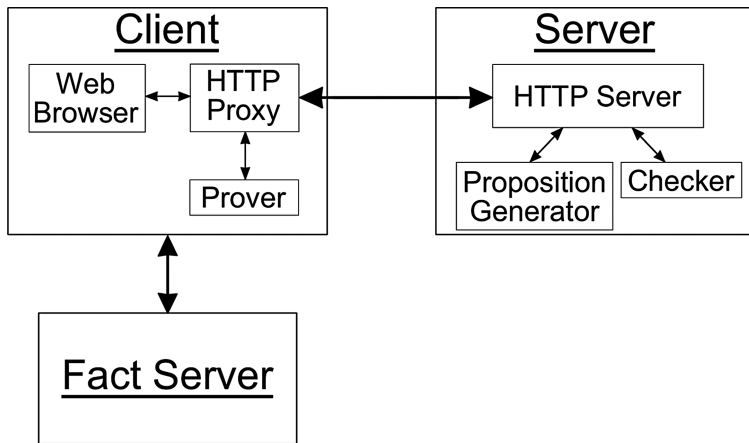 Client
Web
Browser
HTTP
Proxy
Prover
Server
HTTP Server
Proposition
Generator
Checker
Fact Server